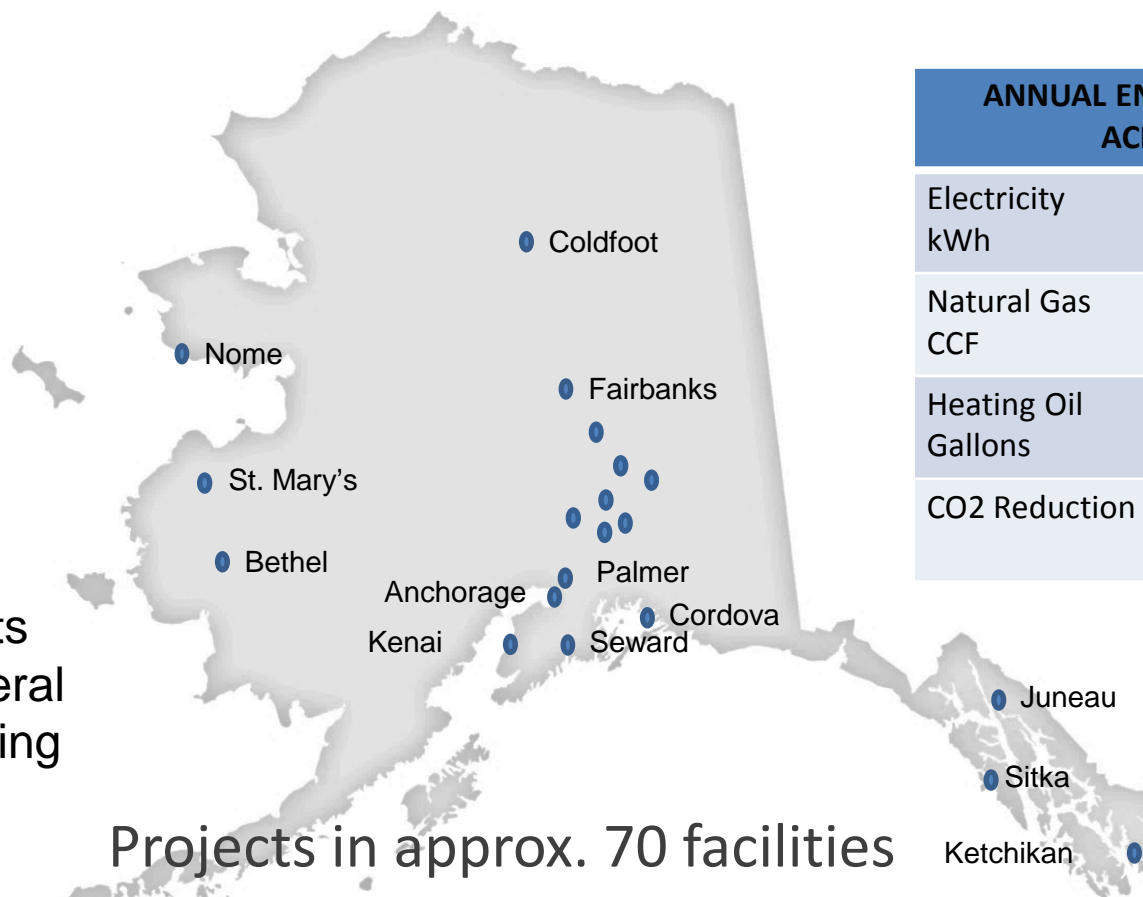 ANNUAL EN
ACI
Electricity
kWh
Natural Gas
CCF
Heating Oil
Gallons
CO2 Reduction
Coldfoot
Nome
Fairbanks
St. Mary’s
Bethel
Palmer
Anchorage
Cordova
Kenai
Seward
Juneau
Sitka
Ketchikan
ts
eral
ing
Projects in approx. 70 facilities